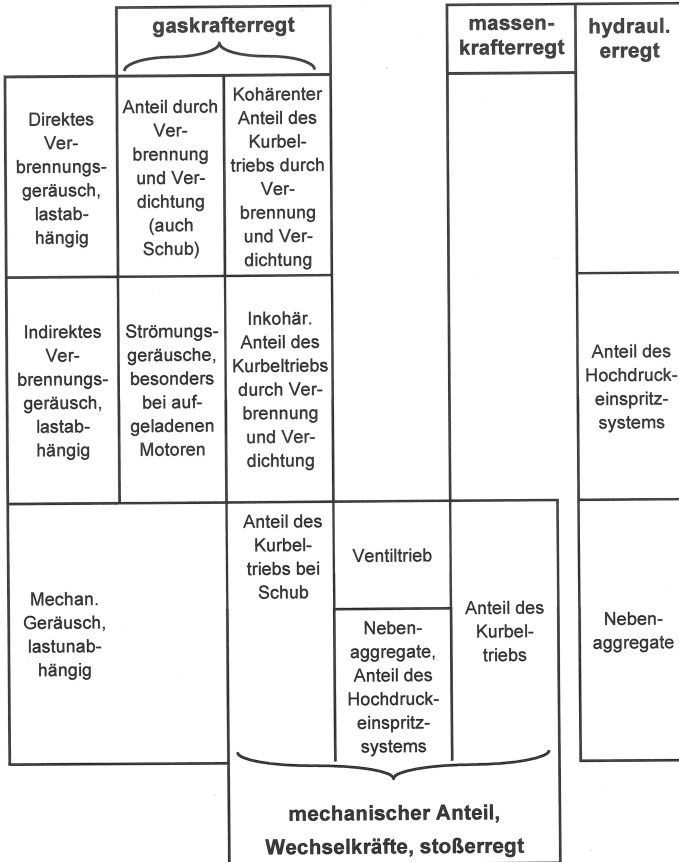 gaskrafterregt
massen-
krafterregt
hydraul.
erregt
Direktes
Ver-
brennungs-
geräusch,
lastab-
hängig
Anteil durch
Ver-
brennung
und Ver-
dichtung
(auch
Schub)
Kohärenter
Anteil des
Kurbel-
triebs durch
Ver-
brennung
und Ver-
dichtung
Indirektes
Ver-
brennungs-
geräusch,
lastab-
hängig
Strömungs-
geräusche,
besonders
bei auf-
geladenen
Motoren
Inkohär.
Anteil des
Kurbeltriebs
durch Ver-
brennung
und Ver-
dichtung
Anteil des
Hochdruck-
einspritz-
systems
Mechan.
Geräusch,
lastunab-
hängig
Anteil des
Kurbel-
triebs bei
Schub
Ventiltrieb
Neben-
aggregate,
Anteil des
Hochdruck-
einspritz-
systems
Anteil des
Kurbel-
triebs
Neben-
aggregate
mechanischer Anteil,
Wechselkräfte, stoßerregt